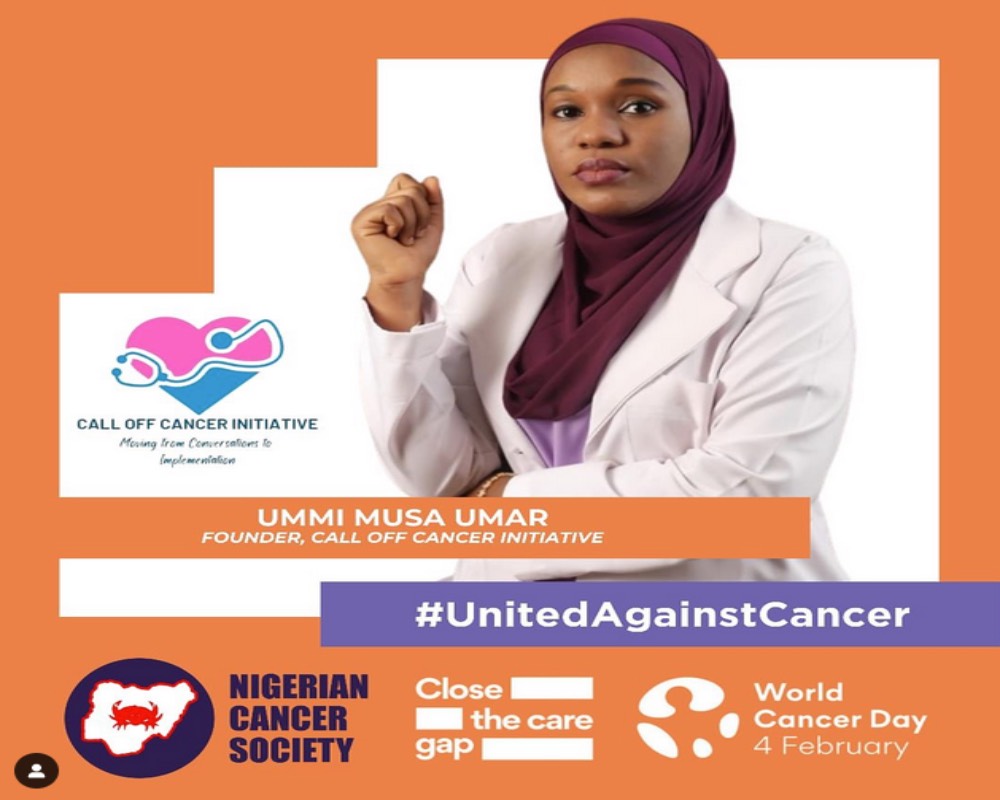 CALL OFF CANCER INITIATIVE
Moving from Conversations to
Implementation
UMMI MUSA UMAR
FOUNDER, CALL OFF CANCER INITIATIVE
#UnitedAgainstCancer
NIGERIAN
CANCER
SOCIETY
Close
the care
gap
World
Cancer Day
4 February